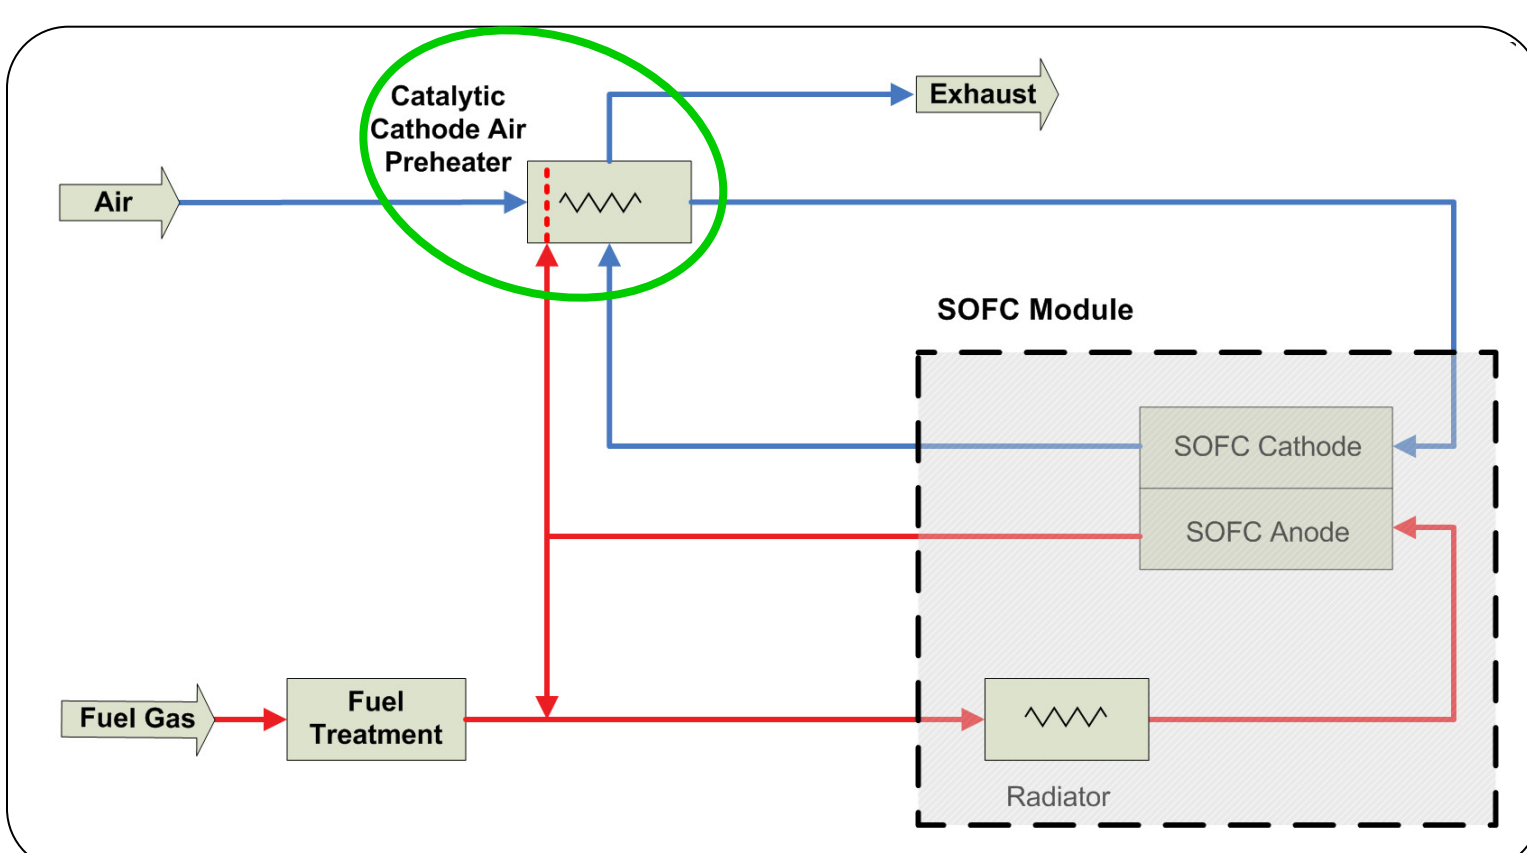 Catalytic
Cathode Air
Preheater
Exhaust
Air
SOFC Module
SOFC Cathode
SOFC Anode
Fuel Gas
Fuel
Treatment
Radiator